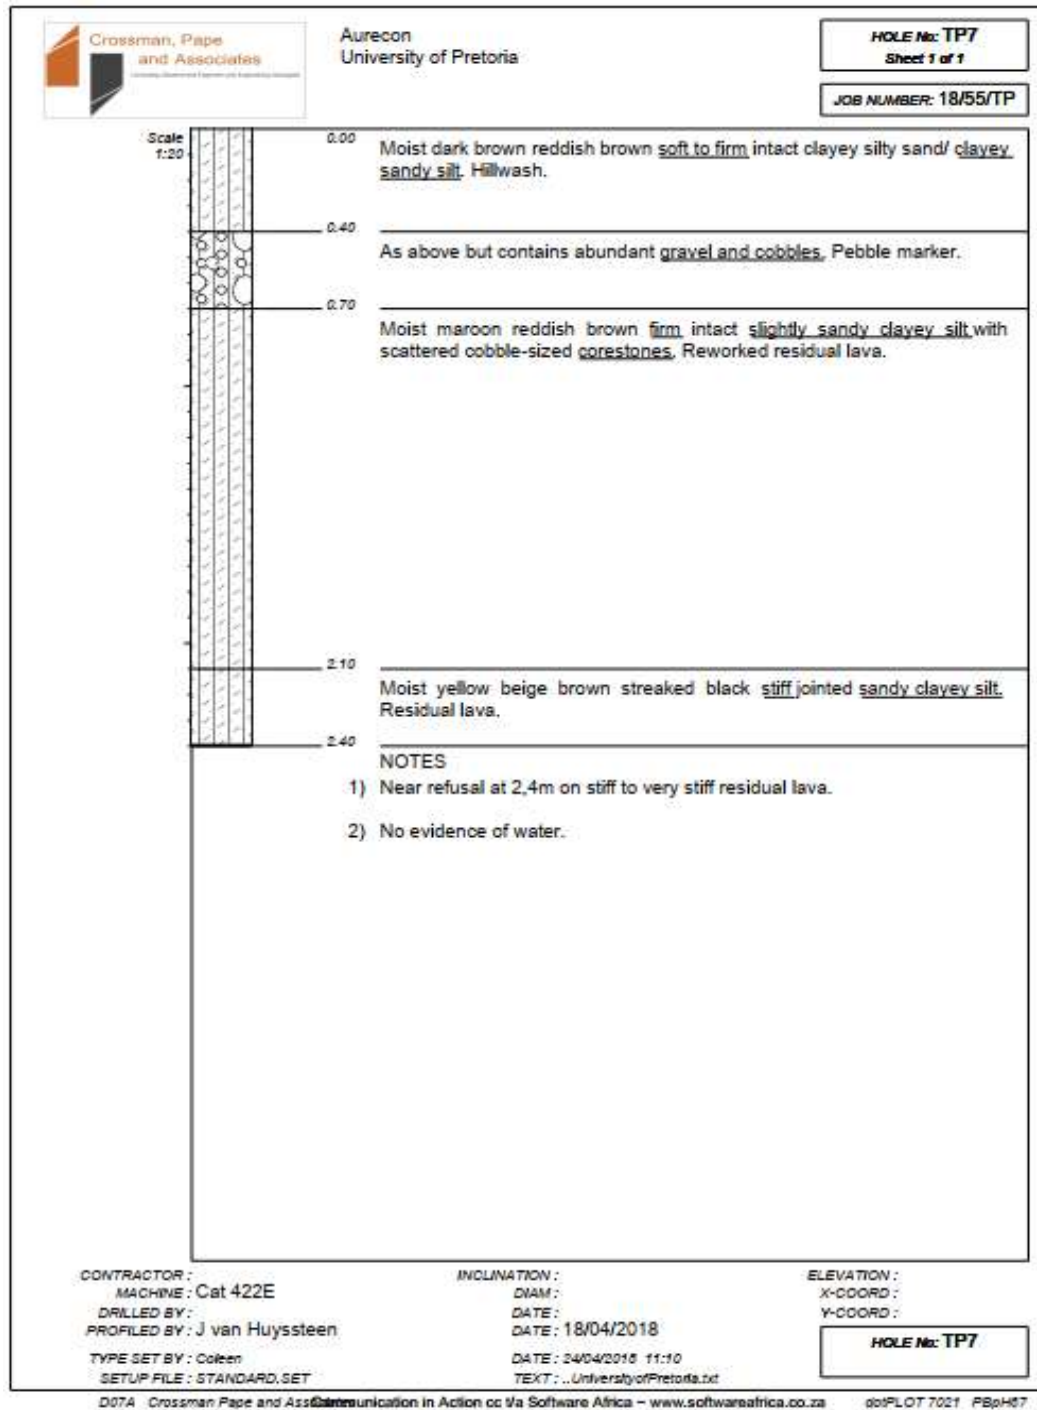 Crossman, Pape
and Associates
Aurecon
University of Pretoria
HOLE No: TP7
Sheet 1 of 1
JOB NUMBER: 18/55/TP
Scale
1:20
0.00
Moist dark brown reddish brown soft to firm intact clayey silty sand/ clayey
sandy silt. Hillwash.
0.40
As above but contains abundant gravel and cobbles. Pebble marker.
0.70
Moist maroon reddish brown firm intact slightly sandy clayey silt with
scattered cobble-sized corestones. Reworked residual lava.
2.10
Moist yellow beige brown streaked black stiff jointed sandy clayey silt.
Residual lava.
2.40
NOTES
1) Near refusal at 2,4m on stiff to very stiff residual lava.
2) No evidence of water.
CONTRACTOR :
MACHINE : Cat 422E
DRILLED BY :
PROFILED BY : J van Huyssteen
TYPE SET BY : Coleen
SETUP FILE : STANDARD.SET
INCLINATION :
DIAM :
DATE :
DATE : 18/04/2018
DATE : 24/04/2018 11:10
TEXT : ..UniversityofPretoria.txt
ELEVATION :
X-COORD :
Y-COORD :
HOLE No: TP7
D07A Crossman Pape and Associates
Communication in Action cc t/a Software Africa – www.softwareafrica.co.za
dotPLOT 7021 PBpH67